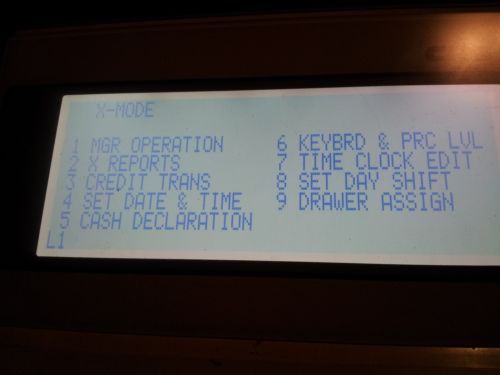 X-MODE
1 MGR OPERATION
2 X REPORTS
3 CREDIT TRANS
4 SET DATE & TIME
5 CASH DECLARATION
6 KEYBRD & PRC LVL
7 TIME CLOCK EDIT
8 SET DAY SHIFT
9 DRAWER ASSIGN
L1